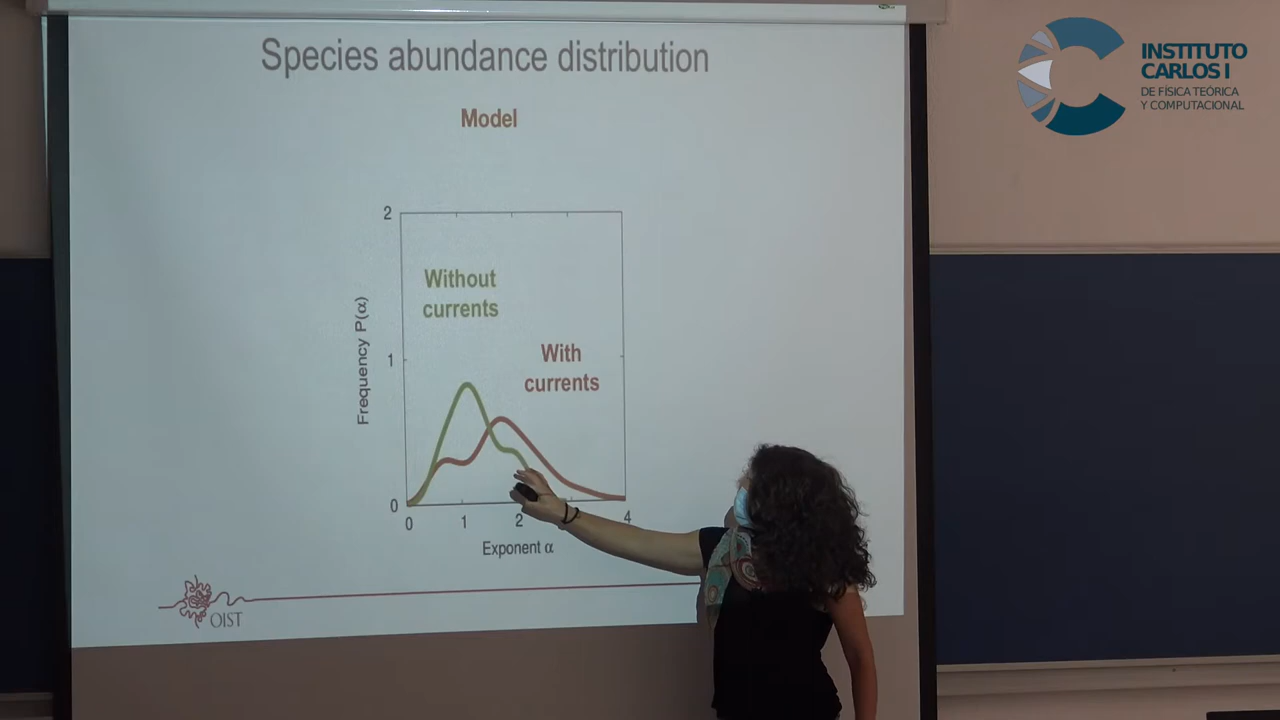 Species abundance distribution
Model
2
Without
currents
With
currents
1
0
Frequency P(α)
0
1
2
4
Exponent α
OIST
INSTITUTO
CARLOS I
DE FÍSICA TEÓRICA
Y COMPUTACIONAL